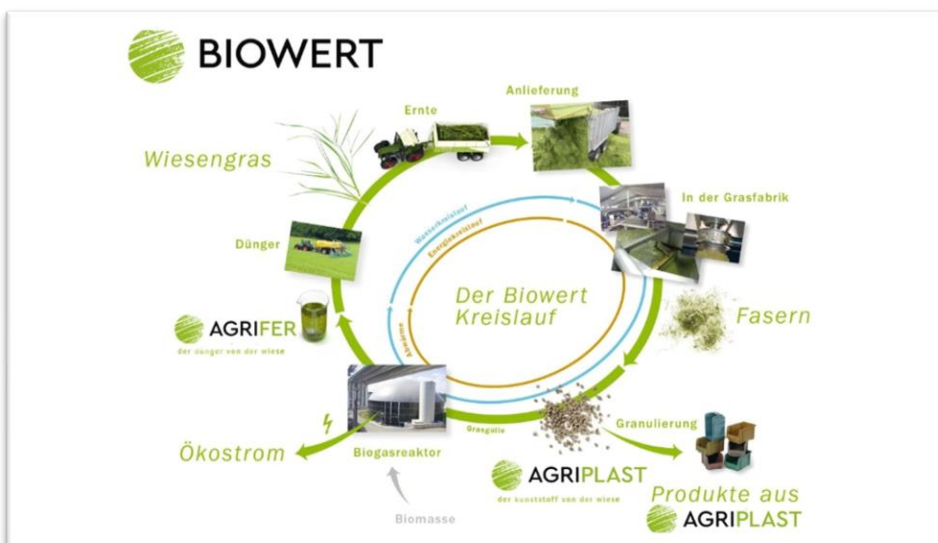 BIOWERT
Anlieferung
Ernte
Wiesengras
In der Grasfabrik
Wasserkreislauf
Energiekreislauf
Dünger
Der Biowert
Kreislauf
Fasern
AGRIFER
der dünger von der wiese
Abwärme
Grasgülle
Granulierung
Ökostrom
Biogasreaktor
AGRIPLAST
der kunststoff von der wiese
Produkte aus
AGRIPLAST
Biomasse